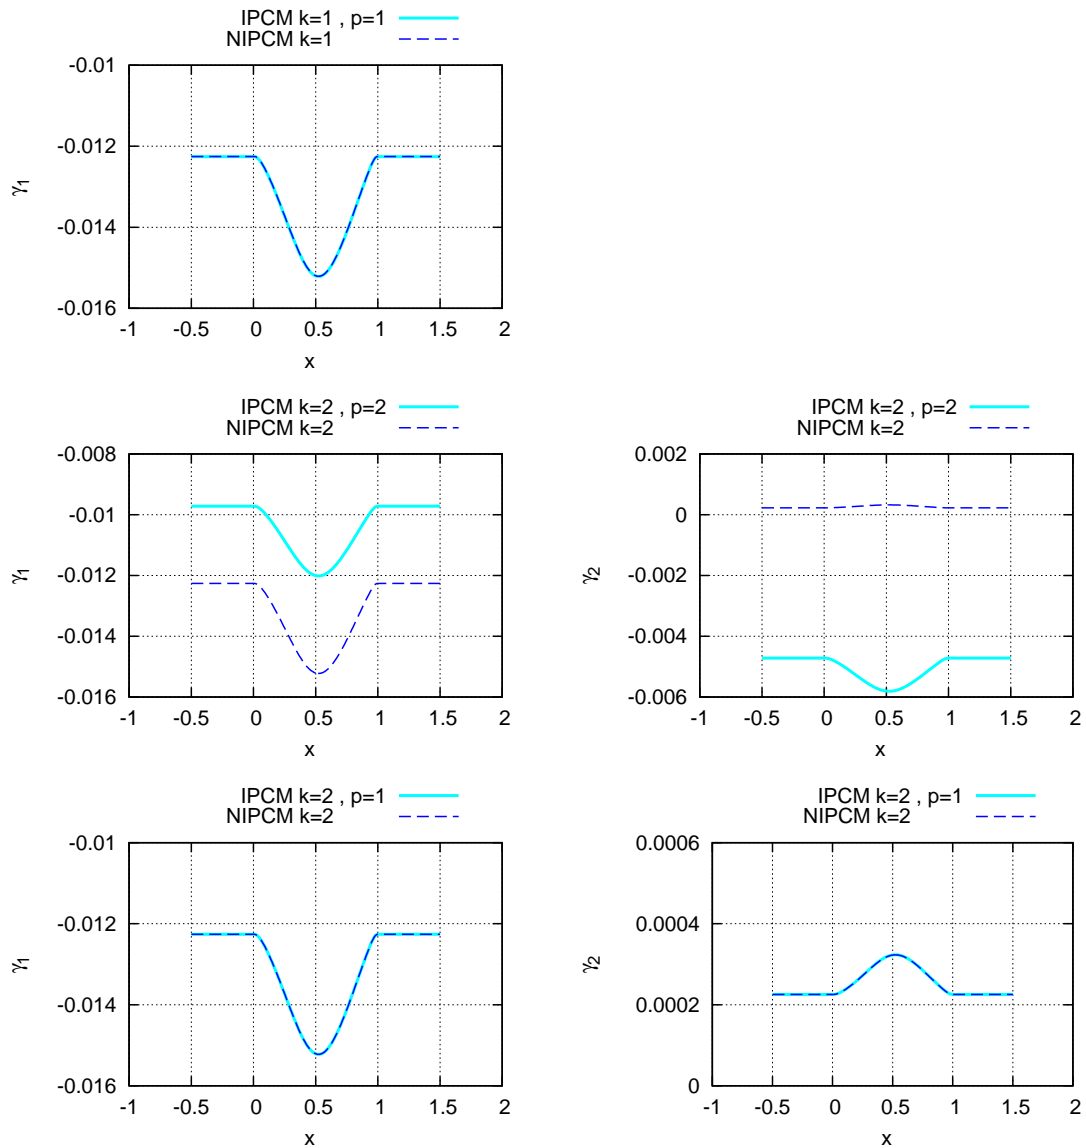 IPCM k=1 , p=1
NIPCM k=1
-0.01
-0.012
-0.014
-0.016
γ1
-1 -0.5 0 0.5 1 1.5 2
x
IPCM k=2 , p=2
NIPCM k=2
-0.008
-0.01
-0.012
-0.014
-0.016
γ1
-1 -0.5 0 0.5 1 1.5 2
x
IPCM k=2 , p=2
NIPCM k=2
0.002
0
-0.002
-0.004
-0.006
γ2
-1 -0.5 0 0.5 1 1.5 2
x
IPCM k=2 , p=1
NIPCM k=2
-0.01
-0.012
-0.014
-0.016
γ1
-1 -0.5 0 0.5 1 1.5 2
x
IPCM k=2 , p=1
NIPCM k=2
0.0006
0.0004
0.0002
0
γ2
-1 -0.5 0 0.5 1 1.5 2
x